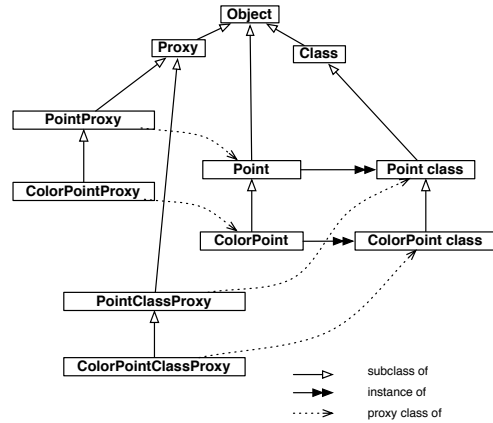 Object
Proxy
Class
PointProxy
Point
Point class
ColorPointProxy
ColorPoint
ColorPoint class
PointClassProxy
ColorPointClassProxy
subclass of
instance of
proxy class of